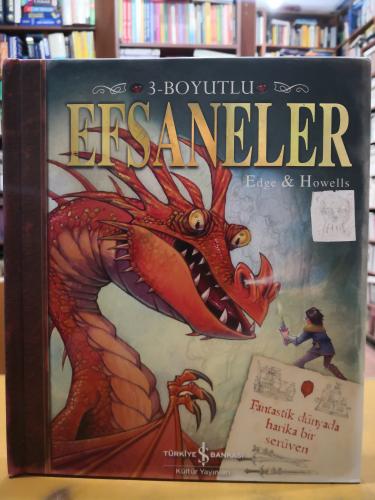 3-BOYUTLU
EFSANELER
Edge & Howells
Fantastik dünyada
harika bir
serüven
TÜRKİYE İŞ BANKASI
Kültür Yayınları